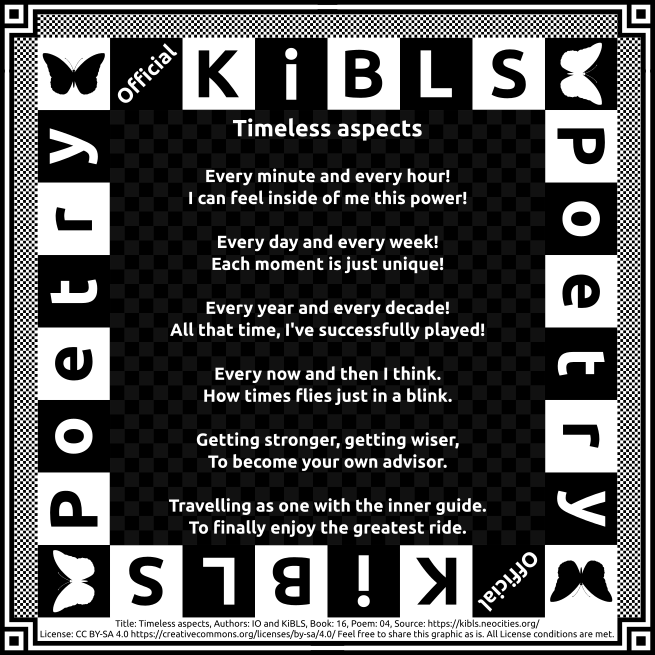 Official KiBLS
Poetry
Poetry
Timeless aspects
Every minute and every hour!
I can feel inside of me this power!
Every day and every week!
Each moment is just unique!
Every year and every decade!
All that time, I've successfully played!
Every now and then I think.
How times flies just in a blink.
Getting stronger, getting wiser,
To become your own advisor.
Travelling as one with the inner guide.
To finally enjoy the greatest ride.
Official KiBLS
Title: Timeless aspects, Authors: IO and KiBLS, Book: 16, Poem: 04, Source: https://kibls.neocities.org/
License: CC BY-SA 4.0 https://creativecommons.org/licenses/by-sa/4.0/ Feel free to share this graphic as is. All License conditions are met.